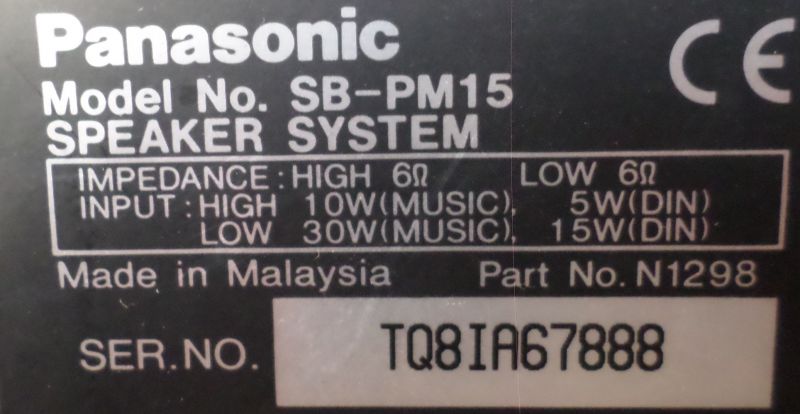 Panasonic CE
Model No. SB-PM15
SPEAKER SYSTEM
IMPEDANCE : HIGH 6Ω LOW 6Ω
INPUT : HIGH 10W(MUSIC), 5W(DIN)
LOW 30W(MUSIC), 15W(DIN)
Made in Malaysia Part No. N1298
SER.NO. TQ8IA67888